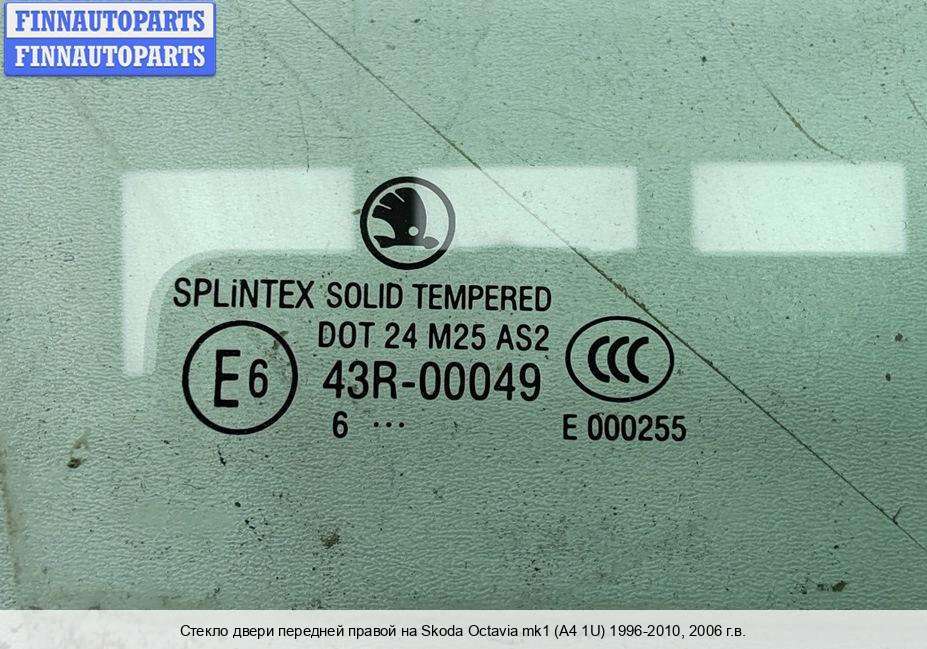 FINNAUTOPARTS
FINNAUTOPARTS
SPLiNTEX SOLID TEMPERED
DOT 24 M25 AS2
E6 43R-00049 CCC
6 ... E 000255
Стекло двери передней правой на Skoda Octavia mk1 (A4 1U) 1996-2010, 2006 г.в.